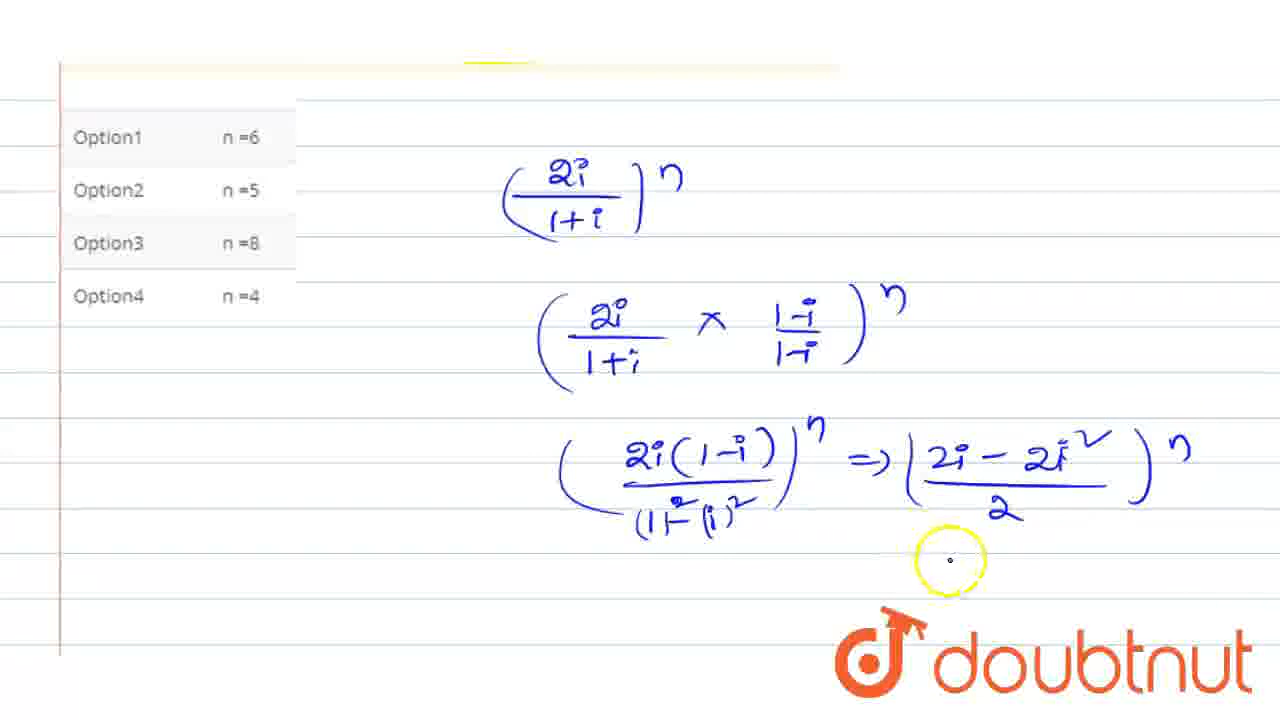 Option1 n =6
Option2 n =5
Option3 n =8
Option4 n =4
(2i/1+i)^n
(2i/1+i × 1-i/1-i)^n
(2i(1-i)/(1)^2-(i)^2)^n ⇒ (2i - 2i^2/2)^n
doubtnut